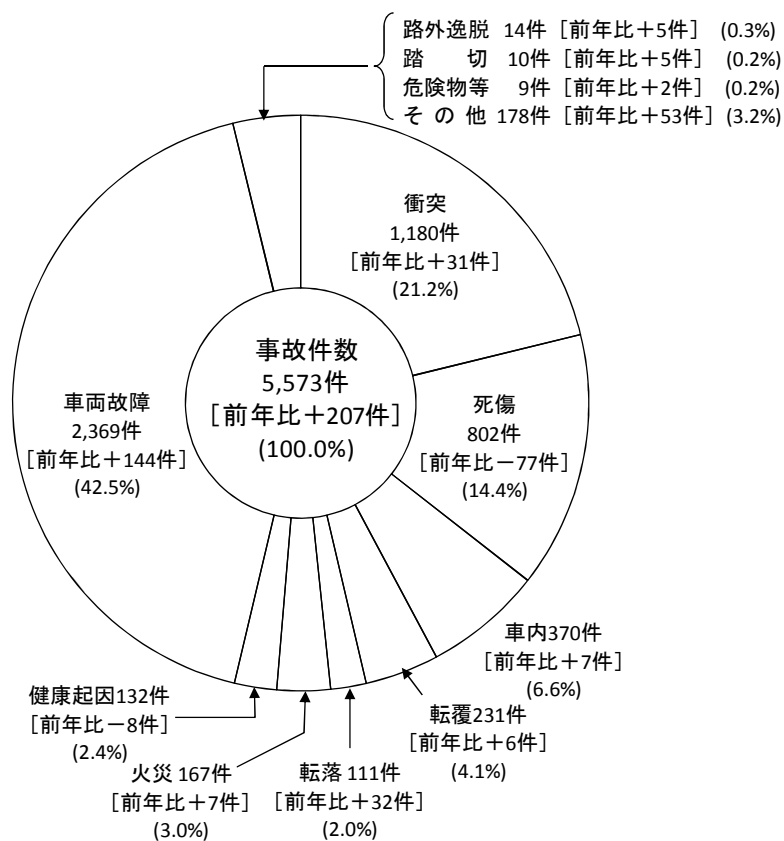 路外逸脱 14件［前年比＋5件］ (0.3%)
踏　切 10件［前年比＋5件］ (0.2%)
危険物等 9件［前年比＋2件］ (0.2%)
その他 178件［前年比＋53件］(3.2%)
衝突
1,180件
［前年比＋31件］
(21.2%)
事故件数
5,573件
［前年比＋207件］
(100.0%)
死傷
802件
［前年比－77件］
(14.4%)
車両故障
2,369件
［前年比＋144件］
(42.5%)
車内370件
［前年比＋7件］
(6.6%)
転覆231件
［前年比＋6件］
(4.1%)
転落 111件
［前年比＋32件］
(2.0%)
火災 167件
［前年比＋7件］
(3.0%)
健康起因132件
［前年比－8件］
(2.4%)